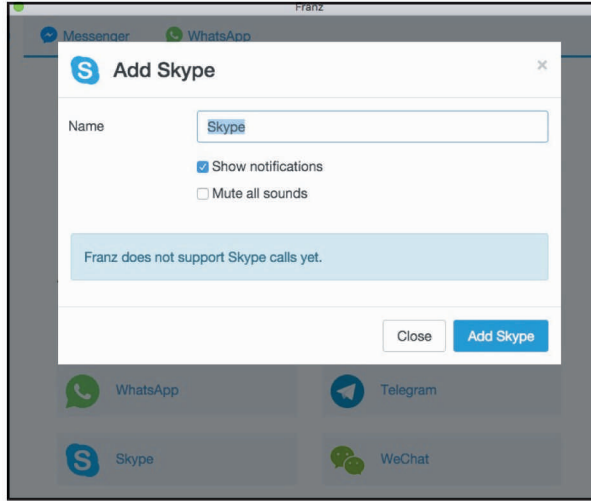 Franz
Messenger WhatsApp
Add Skype ×
Name Skype
Show notifications
Mute all sounds
Franz does not support Skype calls yet.
Close Add Skype
WhatsApp Telegram
Skype WeChat